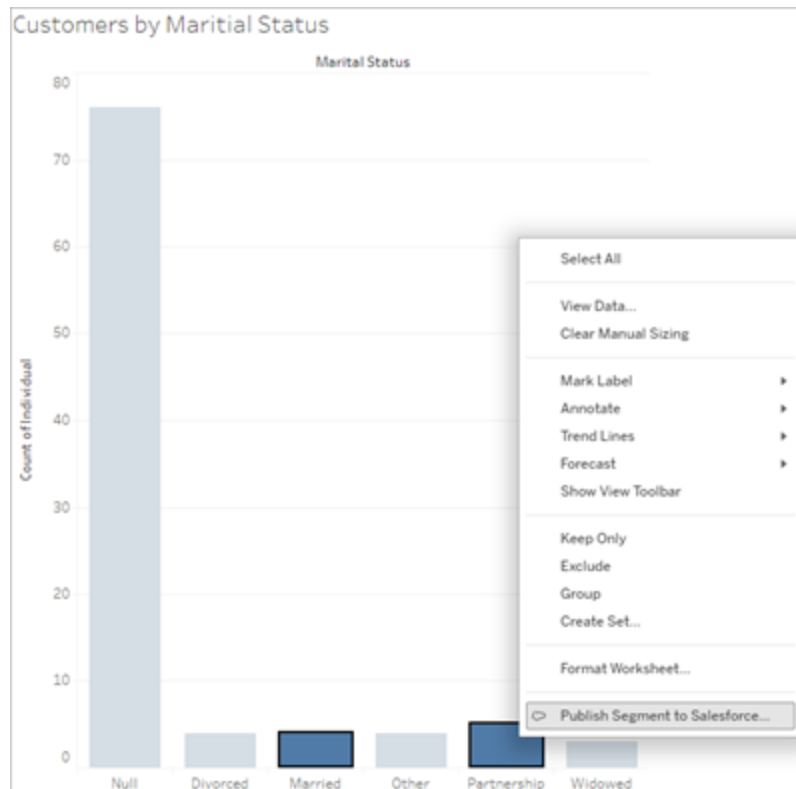 Customers by Maritial Status
Marital Status
80
70
60
50
40
30
20
10
0
Count of Individual
Null
Divorced
Married
Other
Partnership
Widowed
Select All
View Data...
Clear Manual Sizing
Mark Label
Annotate
Trend Lines
Forecast
Show View Toolbar
Keep Only
Exclude
Group
Create Set...
Format Worksheet...
Publish Segment to Salesforce...